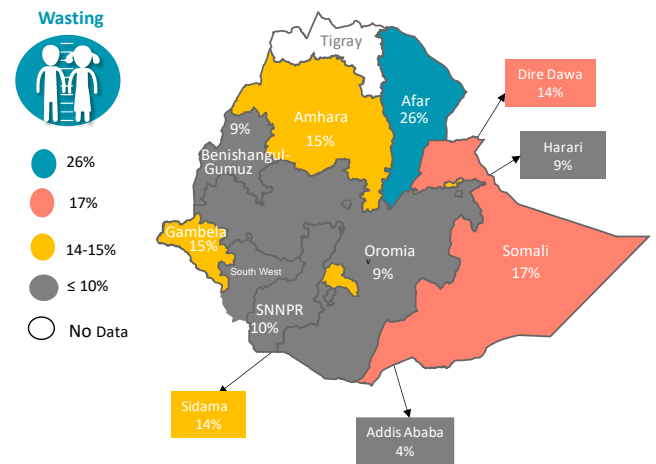 Wasting
26%
17%
14-15%
≤ 10%
No Data
Tigray
Afar
26%
Amhara
15%
9%
Benishangul-
Gumuz
Gambela
15%
South West
SNNPR
10%
Oromia
v
9%
Somali
17%
Dire Dawa
14%
Harari
9%
Sidama
14%
Addis Ababa
4%